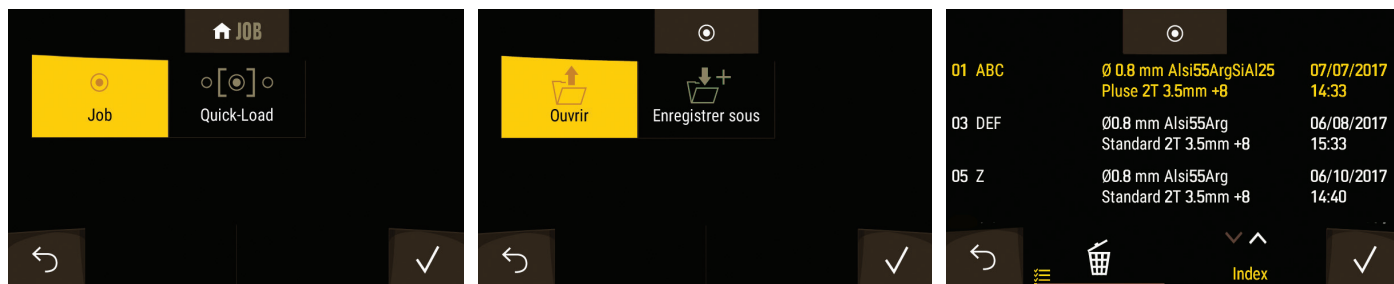 JOB
Job
Quick-Load
Ouvrir
Enregistrer sous
01 ABC Ø 0.8 mm Alsi55ArgSiAl25 07/07/2017
Pluse 2T 3.5mm +8 14:33
03 DEF Ø0.8 mm Alsi55Arg 06/08/2017
Standard 2T 3.5mm +8 15:33
05 Z Ø0.8 mm Alsi55Arg 06/10/2017
Standard 2T 3.5mm +8 14:40
Index